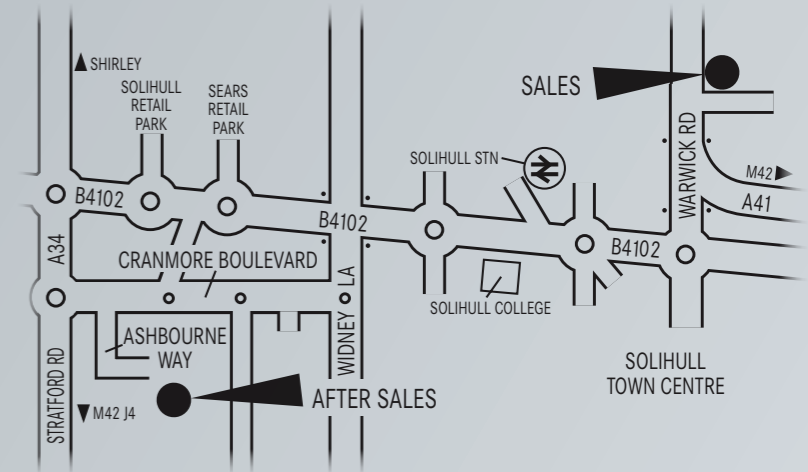 SHIRLEY
SOLIHULL
RETAIL
PARK
SEARS
RETAIL
PARK
SALES
SOLIHULL STN
WARWICK RD
M42
A41
B4102
B4102
B4102
A34
CRANMORE BOULEVARD
WIDNEY LA
SOLIHULL COLLEGE
ASHBOURNE
WAY
STRATFORD RD
M42 J4
AFTER SALES
SOLIHULL
TOWN CENTRE